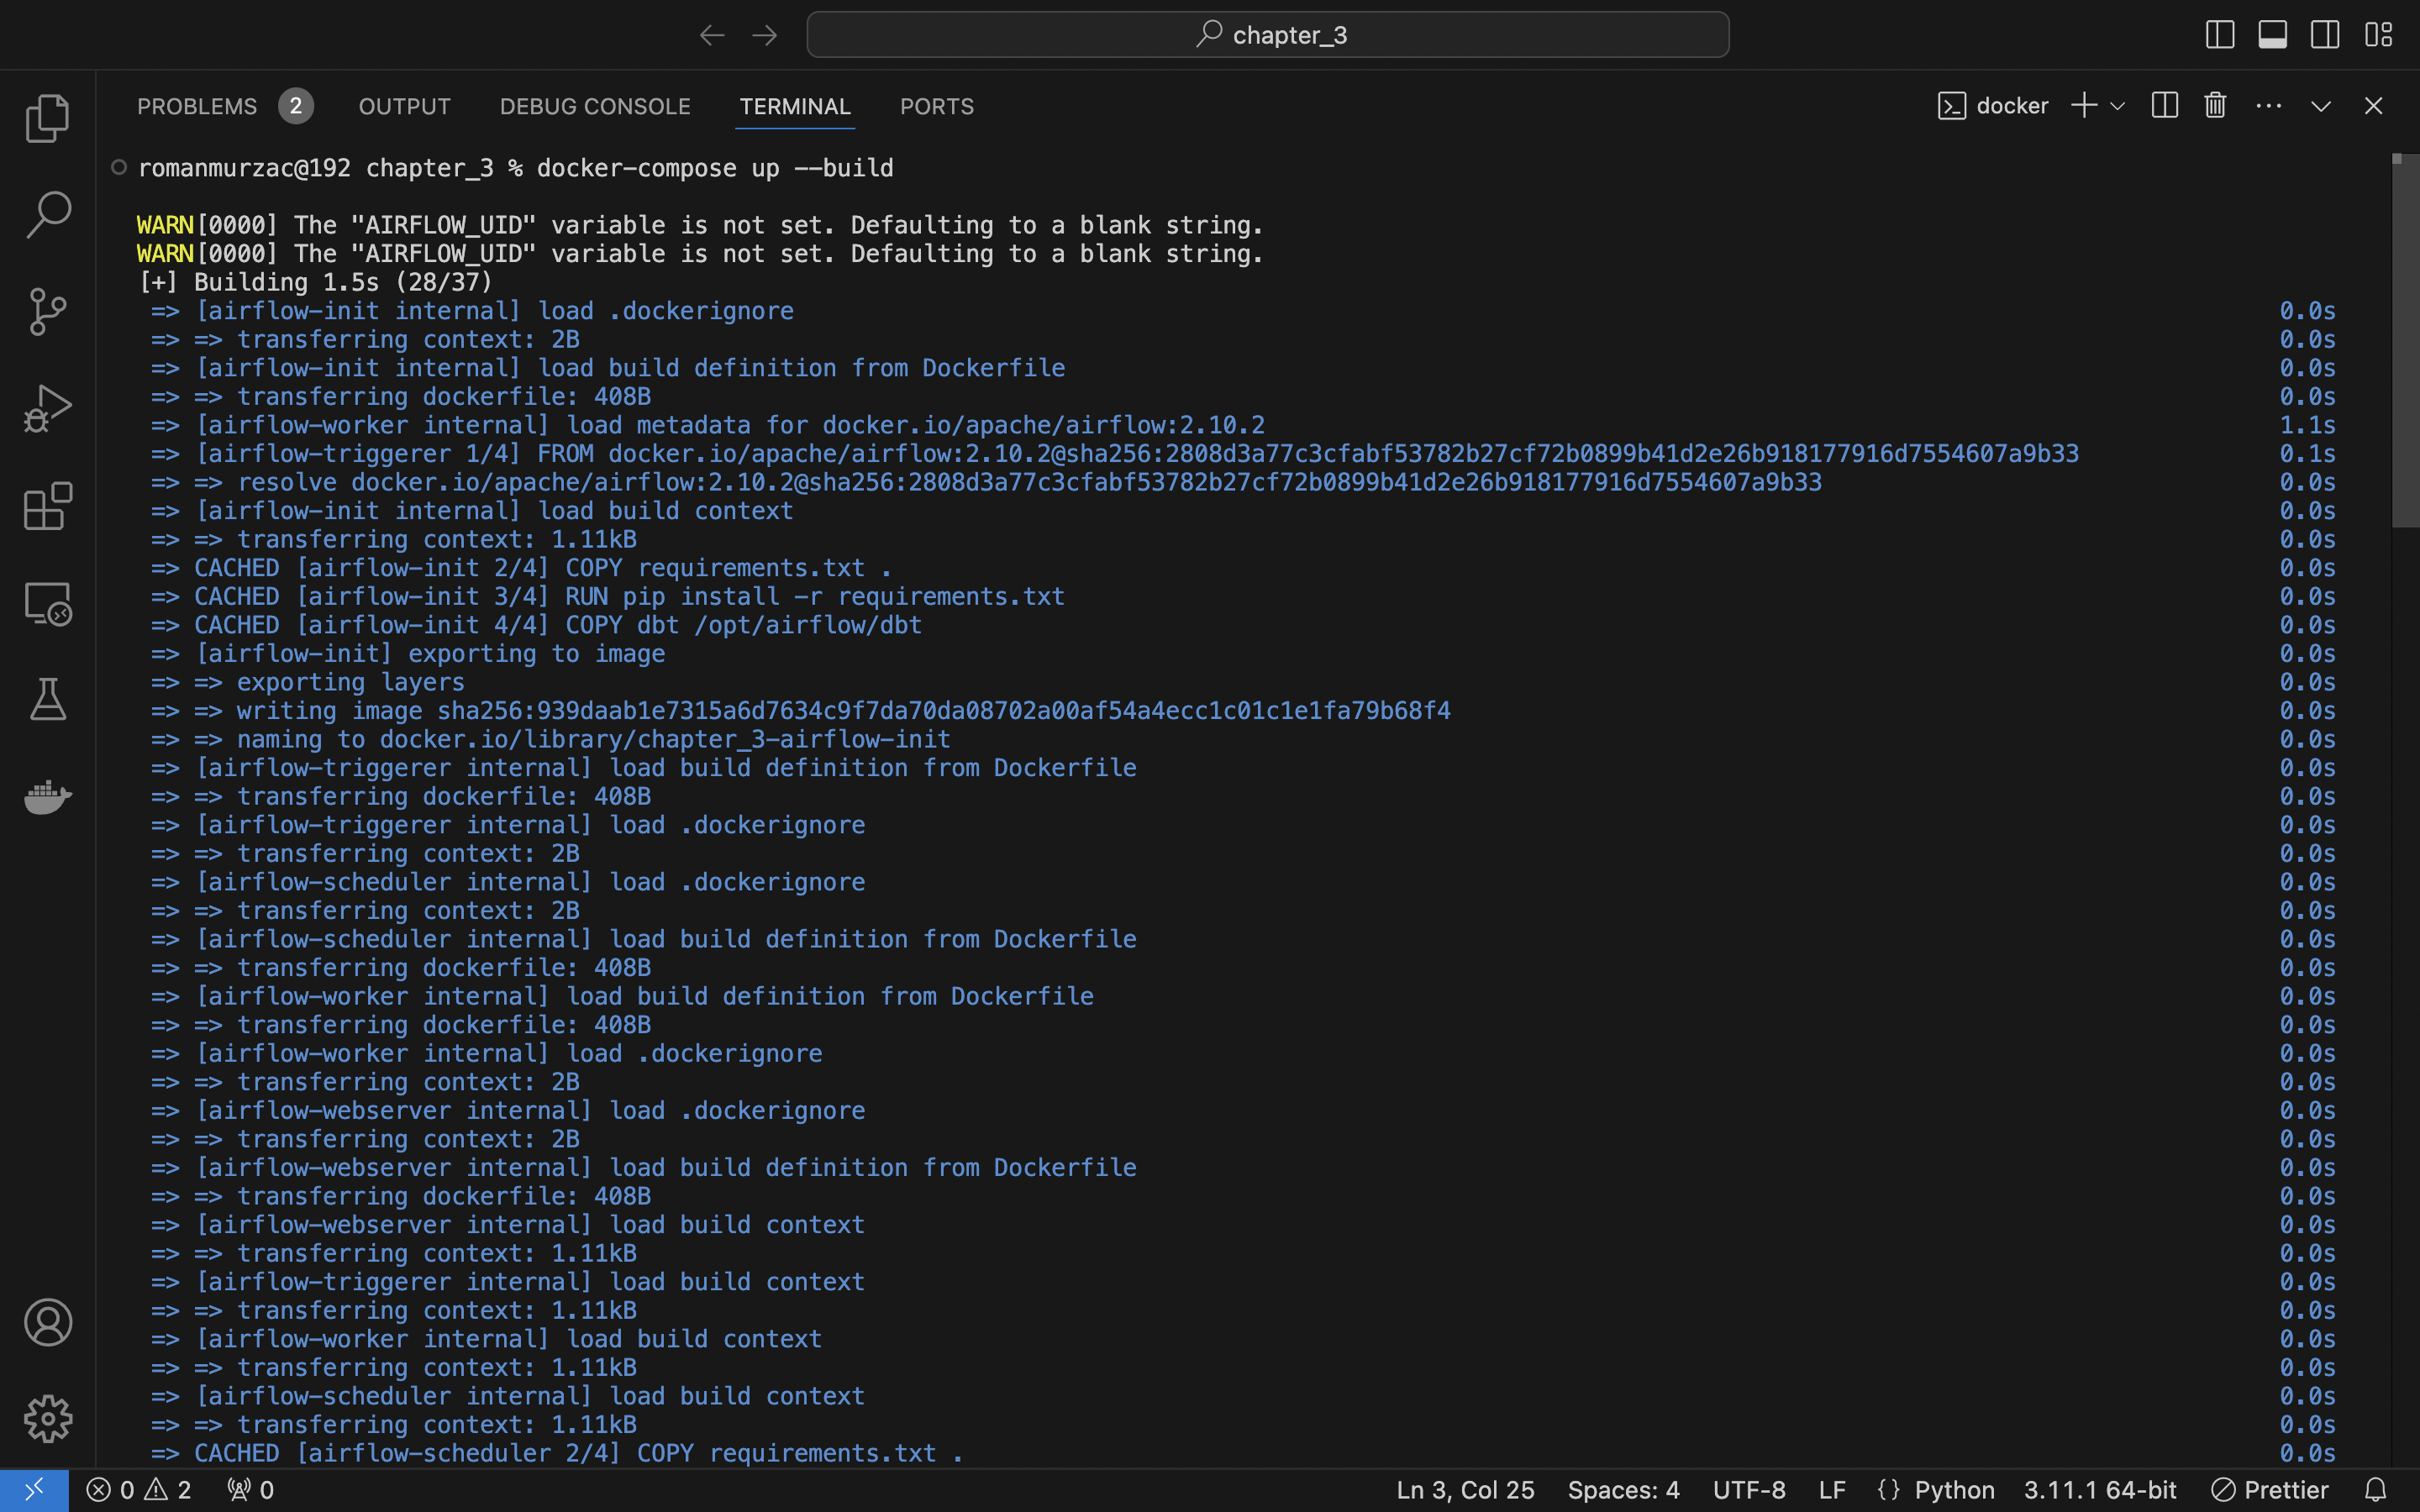 chapter_3
PROBLEMS 2 OUTPUT DEBUG CONSOLE TERMINAL PORTS docker
romanmurzac@192 chapter_3 % docker-compose up --build
WARN[0000] The "AIRFLOW_UID" variable is not set. Defaulting to a blank string.
WARN[0000] The "AIRFLOW_UID" variable is not set. Defaulting to a blank string.
[+] Building 1.5s (28/37)
=> [airflow-init internal] load .dockerignore 0.0s
=> => transferring context: 2B 0.0s
=> [airflow-init internal] load build definition from Dockerfile 0.0s
=> => transferring dockerfile: 408B 0.0s
=> [airflow-worker internal] load metadata for docker.io/apache/airflow:2.10.2 1.1s
=> [airflow-triggerer 1/4] FROM docker.io/apache/airflow:2.10.2@sha256:2808d3a77c3cfabf53782b27cf72b0899b41d2e26b918177916d7554607a9b33 0.1s
=> => resolve docker.io/apache/airflow:2.10.2@sha256:2808d3a77c3cfabf53782b27cf72b0899b41d2e26b918177916d7554607a9b33 0.0s
=> [airflow-init internal] load build context 0.0s
=> => transferring context: 1.11kB 0.0s
=> CACHED [airflow-init 2/4] COPY requirements.txt . 0.0s
=> CACHED [airflow-init 3/4] RUN pip install -r requirements.txt 0.0s
=> CACHED [airflow-init 4/4] COPY dbt /opt/airflow/dbt 0.0s
=> [airflow-init] exporting to image 0.0s
=> => exporting layers 0.0s
=> => writing image sha256:939daab1e7315a6d7634c9f7da70da08702a00af54a4ecc1c01c1e1fa79b68f4 0.0s
=> => naming to docker.io/library/chapter_3-airflow-init 0.0s
=> [airflow-triggerer internal] load build definition from Dockerfile 0.0s
=> => transferring dockerfile: 408B 0.0s
=> [airflow-triggerer internal] load .dockerignore 0.0s
=> => transferring context: 2B 0.0s
=> [airflow-scheduler internal] load .dockerignore 0.0s
=> => transferring context: 2B 0.0s
=> [airflow-scheduler internal] load build definition from Dockerfile 0.0s
=> => transferring dockerfile: 408B 0.0s
=> [airflow-worker internal] load build definition from Dockerfile 0.0s
=> => transferring dockerfile: 408B 0.0s
=> [airflow-worker internal] load .dockerignore 0.0s
=> => transferring context: 2B 0.0s
=> [airflow-webserver internal] load .dockerignore 0.0s
=> => transferring context: 2B 0.0s
=> [airflow-webserver internal] load build definition from Dockerfile 0.0s
=> => transferring dockerfile: 408B 0.0s
=> [airflow-webserver internal] load build context 0.0s
=> => transferring context: 1.11kB 0.0s
=> [airflow-triggerer internal] load build context 0.0s
=> => transferring context: 1.11kB 0.0s
=> [airflow-worker internal] load build context 0.0s
=> => transferring context: 1.11kB 0.0s
=> [airflow-scheduler internal] load build context 0.0s
=> => transferring context: 1.11kB 0.0s
=> CACHED [airflow-scheduler 2/4] COPY requirements.txt . 0.0s
0 2 0 Ln 3, Col 25 Spaces: 4 UTF-8 LF {} Python 3.11.1 64-bit Prettier